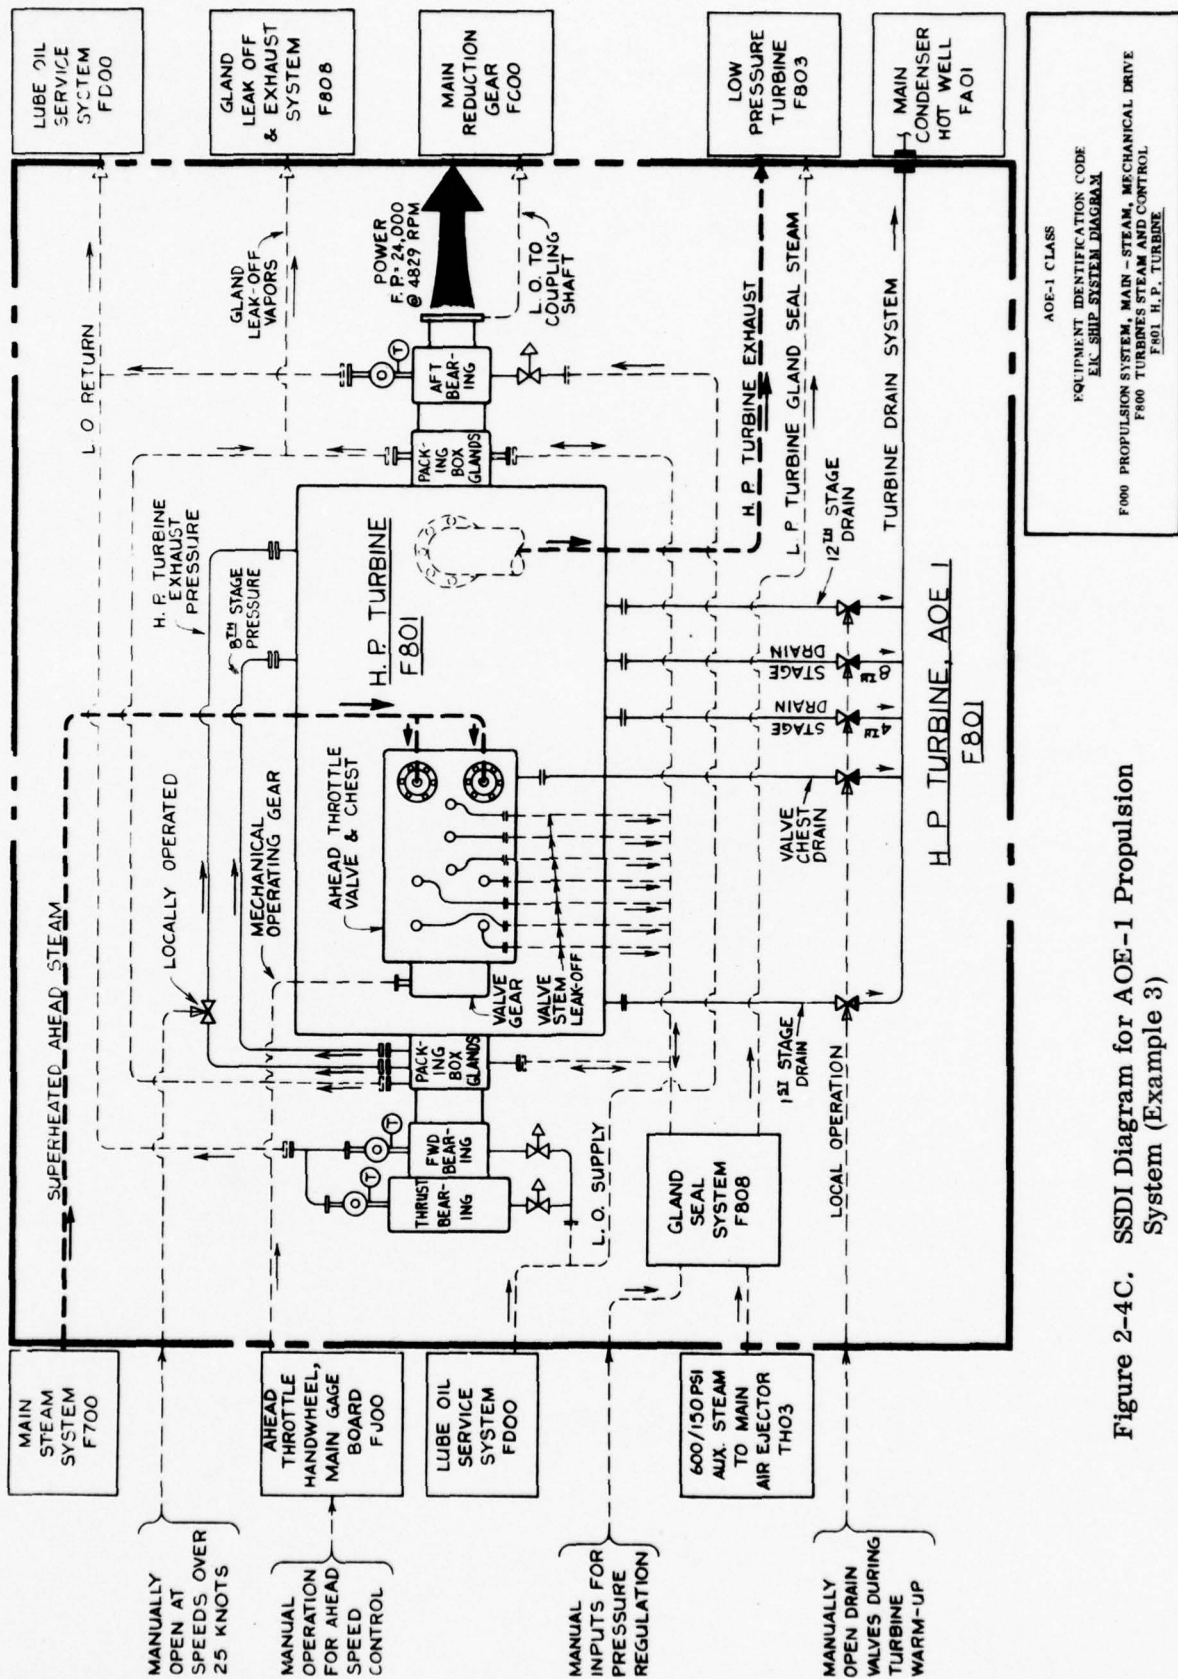 LUBE OIL
SERVICE
SYSTEM
FD00
GLAND
LEAK OFF
& EXHAUST
SYSTEM
F808
MAIN
REDUCTION
GEAR
FC00
LOW
PRESSURE
TURBINE
F803
MAIN
CONDENSER
HOT WELL
FA01
L O RETURN
GLAND
LEAK-OFF
VAPORS
POWER
F. P. = 24,000
@ 4829 RPM
L. O. TO
COUPLING
SHAFT
H. P. TURBINE EXHAUST
L. P TURBINE GLAND SEAL STEAM
TURBINE DRAIN SYSTEM
T
AFT
BEAR-
ING
PACK-
ING
BOX
GLANDS
H. P. TURBINE
EXHAUST
PRESSURE
8TH STAGE
PRESSURE
H. P. TURBINE
F801
12TH STAGE
DRAIN
8TH
STAGE
DRAIN
4TH
STAGE
DRAIN
VALVE
CHEST
DRAIN
1ST STAGE
DRAIN
SUPERHEATED AHEAD STEAM
LOCALLY OPERATED
MECHANICAL
OPERATING GEAR
AHEAD THROTTLE
VALVE & CHEST
VALVE
GEAR
VALVE
STEM
LEAK-OFF
PACK-
ING
BOX
GLANDS
T
FWD
BEAR-
ING
T
THRUST
BEAR-
ING
L. O. SUPPLY
GLAND
SEAL
SYSTEM
F808
LOCAL OPERATION
H P TURBINE, AOE 1
F801
MAIN
STEAM
SYSTEM
F700
AHEAD
THROTTLE
HANDWHEEL,
MAIN GAGE
BOARD
FJ00
LUBE OIL
SERVICE
SYSTEM
FD00
600/150 PSI
AUX. STEAM
TO MAIN
AIR EJECTOR
TH03
MANUALLY
OPEN AT
SPEEDS OVER
25 KNOTS
MANUAL
OPERATION
FOR AHEAD
SPEED
CONTROL
MANUAL
INPUTS FOR
PRESSURE
REGULATION
MANUALLY
OPEN DRAIN
VALVES DURING
TURBINE
WARM-UP
AOE-1 CLASS
EQUIPMENT IDENTIFICATION CODE
EIC SHIP SYSTEM DIAGRAM
F000 PROPULSION SYSTEM, MAIN - STEAM, MECHANICAL DRIVE
F800 TURBINES STEAM AND CONTROL
F801 H. P. TURBINE
Figure 2-4C. SSDI Diagram for AOE-1 Propulsion
System (Example 3)